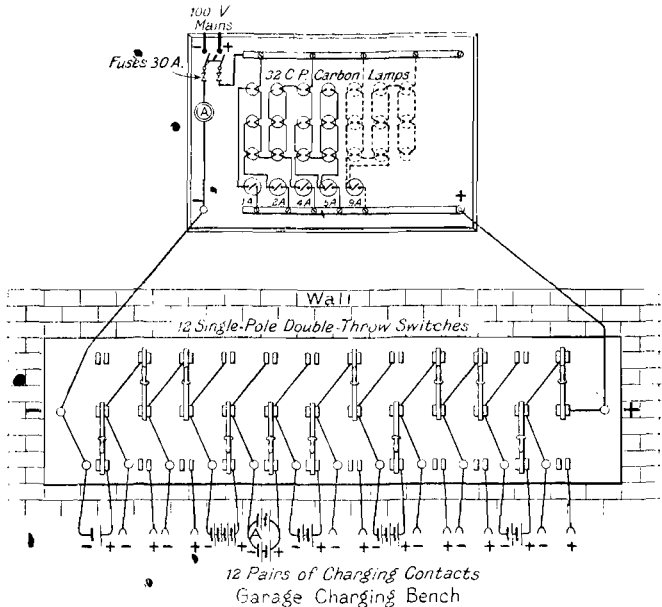 100 V
Mains
- +
Fuses 30 A.
32 C.P. Carbon Lamps
A
1A 2A 4A 5A 9A
- +
Wall
12 Single-Pole Double-Throw Switches
- +
A
- + - + - + - + - + - + - + - + - + - + - + - +
12 Pairs of Charging Contacts
Garage Charging Bench